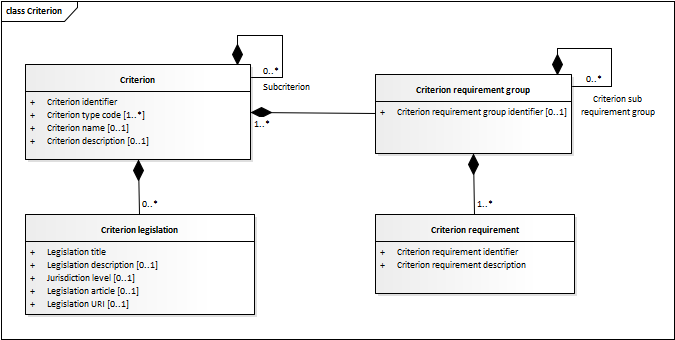 class Criterion
Criterion
+ Criterion identifier
+ Criterion type code [1..*]
+ Criterion name [0..1]
+ Criterion description [0..1]
0..*
Subcriterion
1..*
Criterion requirement group
+ Criterion requirement group identifier [0..1]
0..*
Criterion sub
requirement group
0..*
1..*
Criterion legislation
+ Legislation title
+ Legislation description [0..1]
+ Jurisdiction level [0..1]
+ Legislation article [0..1]
+ Legislation URI [0..1]
Criterion requirement
+ Criterion requirement identifier
+ Criterion requirement description